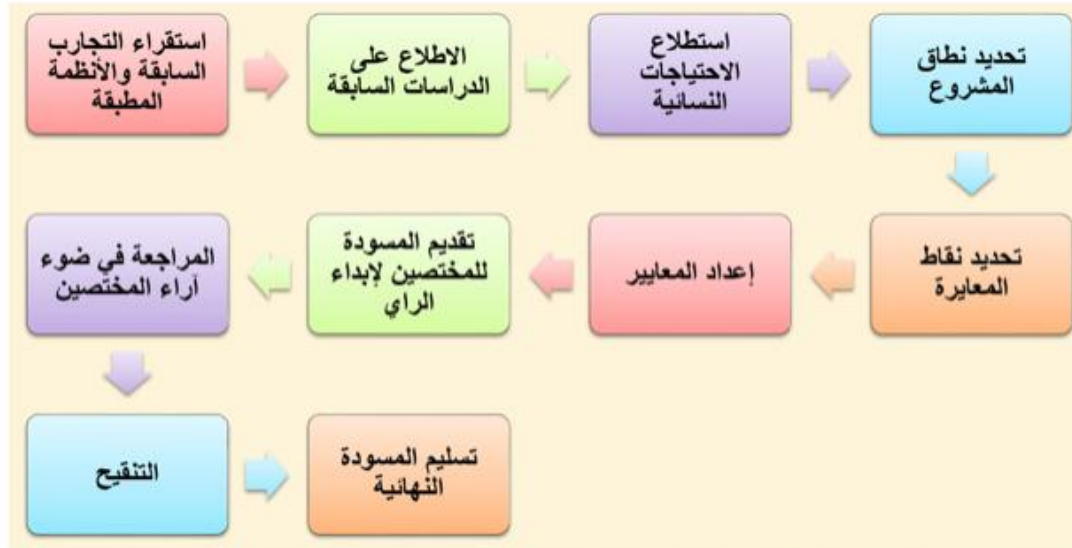 استقراء التجارب
السابقة والأنظمة
المطبقة
الاطلاع على
الدراسات السابقة
استطلاع
الاحتياجات
النسائية
تحديد نطاق
المشروع
تحديد نقاط
المعايرة
إعداد المعايير
تقديم المسودة
للمختصين لإبداء
الراي
المراجعة في ضوء
آراء المختصين
التنقيح
تسليم المسودة
النهائية